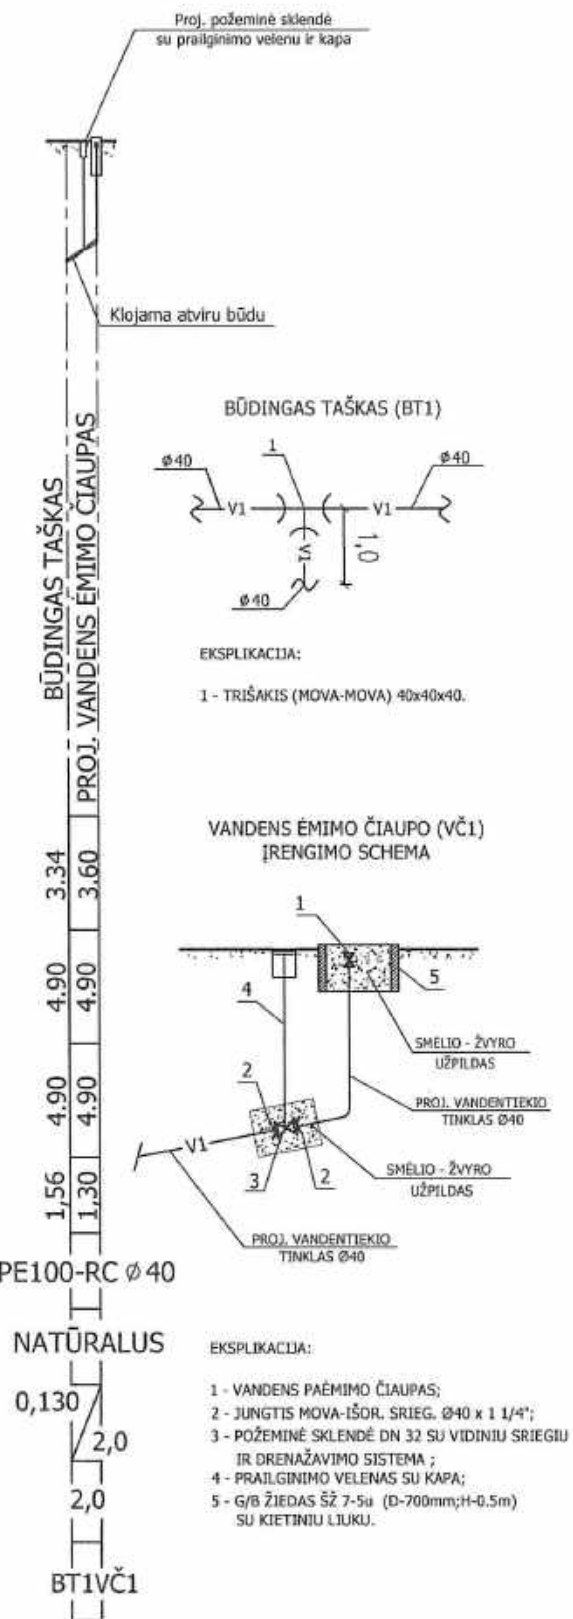 Proj. požeminė sklendė
su prailginimo velenu ir kapa
Klojama atviru būdu
BŪDINGAS TAŠKAS
PROJ. VANDENS ĖMIMO ČIAUPAS
BŪDINGAS TAŠKAS (BT1)
1
ø40
ø40
V1
V1
V1
1,0
ø40
EKSPLIKACIJA:
1 - TRIŠAKIS (MOVA-MOVA) 40x40x40.
3.34
3.60
4.90
4.90
4.90
4.90
1,56
1,30
VANDENS ĖMIMO ČIAUPO (VČ1)
ĮRENGIMO SCHEMA
1
5
4
SMĖLIO - ŽVYRO
UŽPILDAS
2
PROJ. VANDENTIEKIO
TINKLAS Ø40
V1
3
2
SMĖLIO - ŽVYRO
UŽPILDAS
PROJ. VANDENTIEKIO
TINKLAS Ø40
PE100-RC ø40
NATŪRALUS
0,130
2,0
2,0
BT1
VČ1
EKSPLIKACIJA:
1 - VANDENS PAĖMIMO ČIAUPAS;
2 - JUNGTIS MOVA-IŠOR. SRIEG. Ø40 x 1 1/4";
3 - POŽEMINĖ SKLENDĖ DN 32 SU VIDINIU SRIEGIU
IR DRENAŽAVIMO SISTEMA ;
4 - PRAILGINIMO VELENAS SU KAPA;
5 - G/B ŽIEDAS ŠŽ 7-5u (D-700mm;H-0.5m)
SU KIETINIU LIUKU.